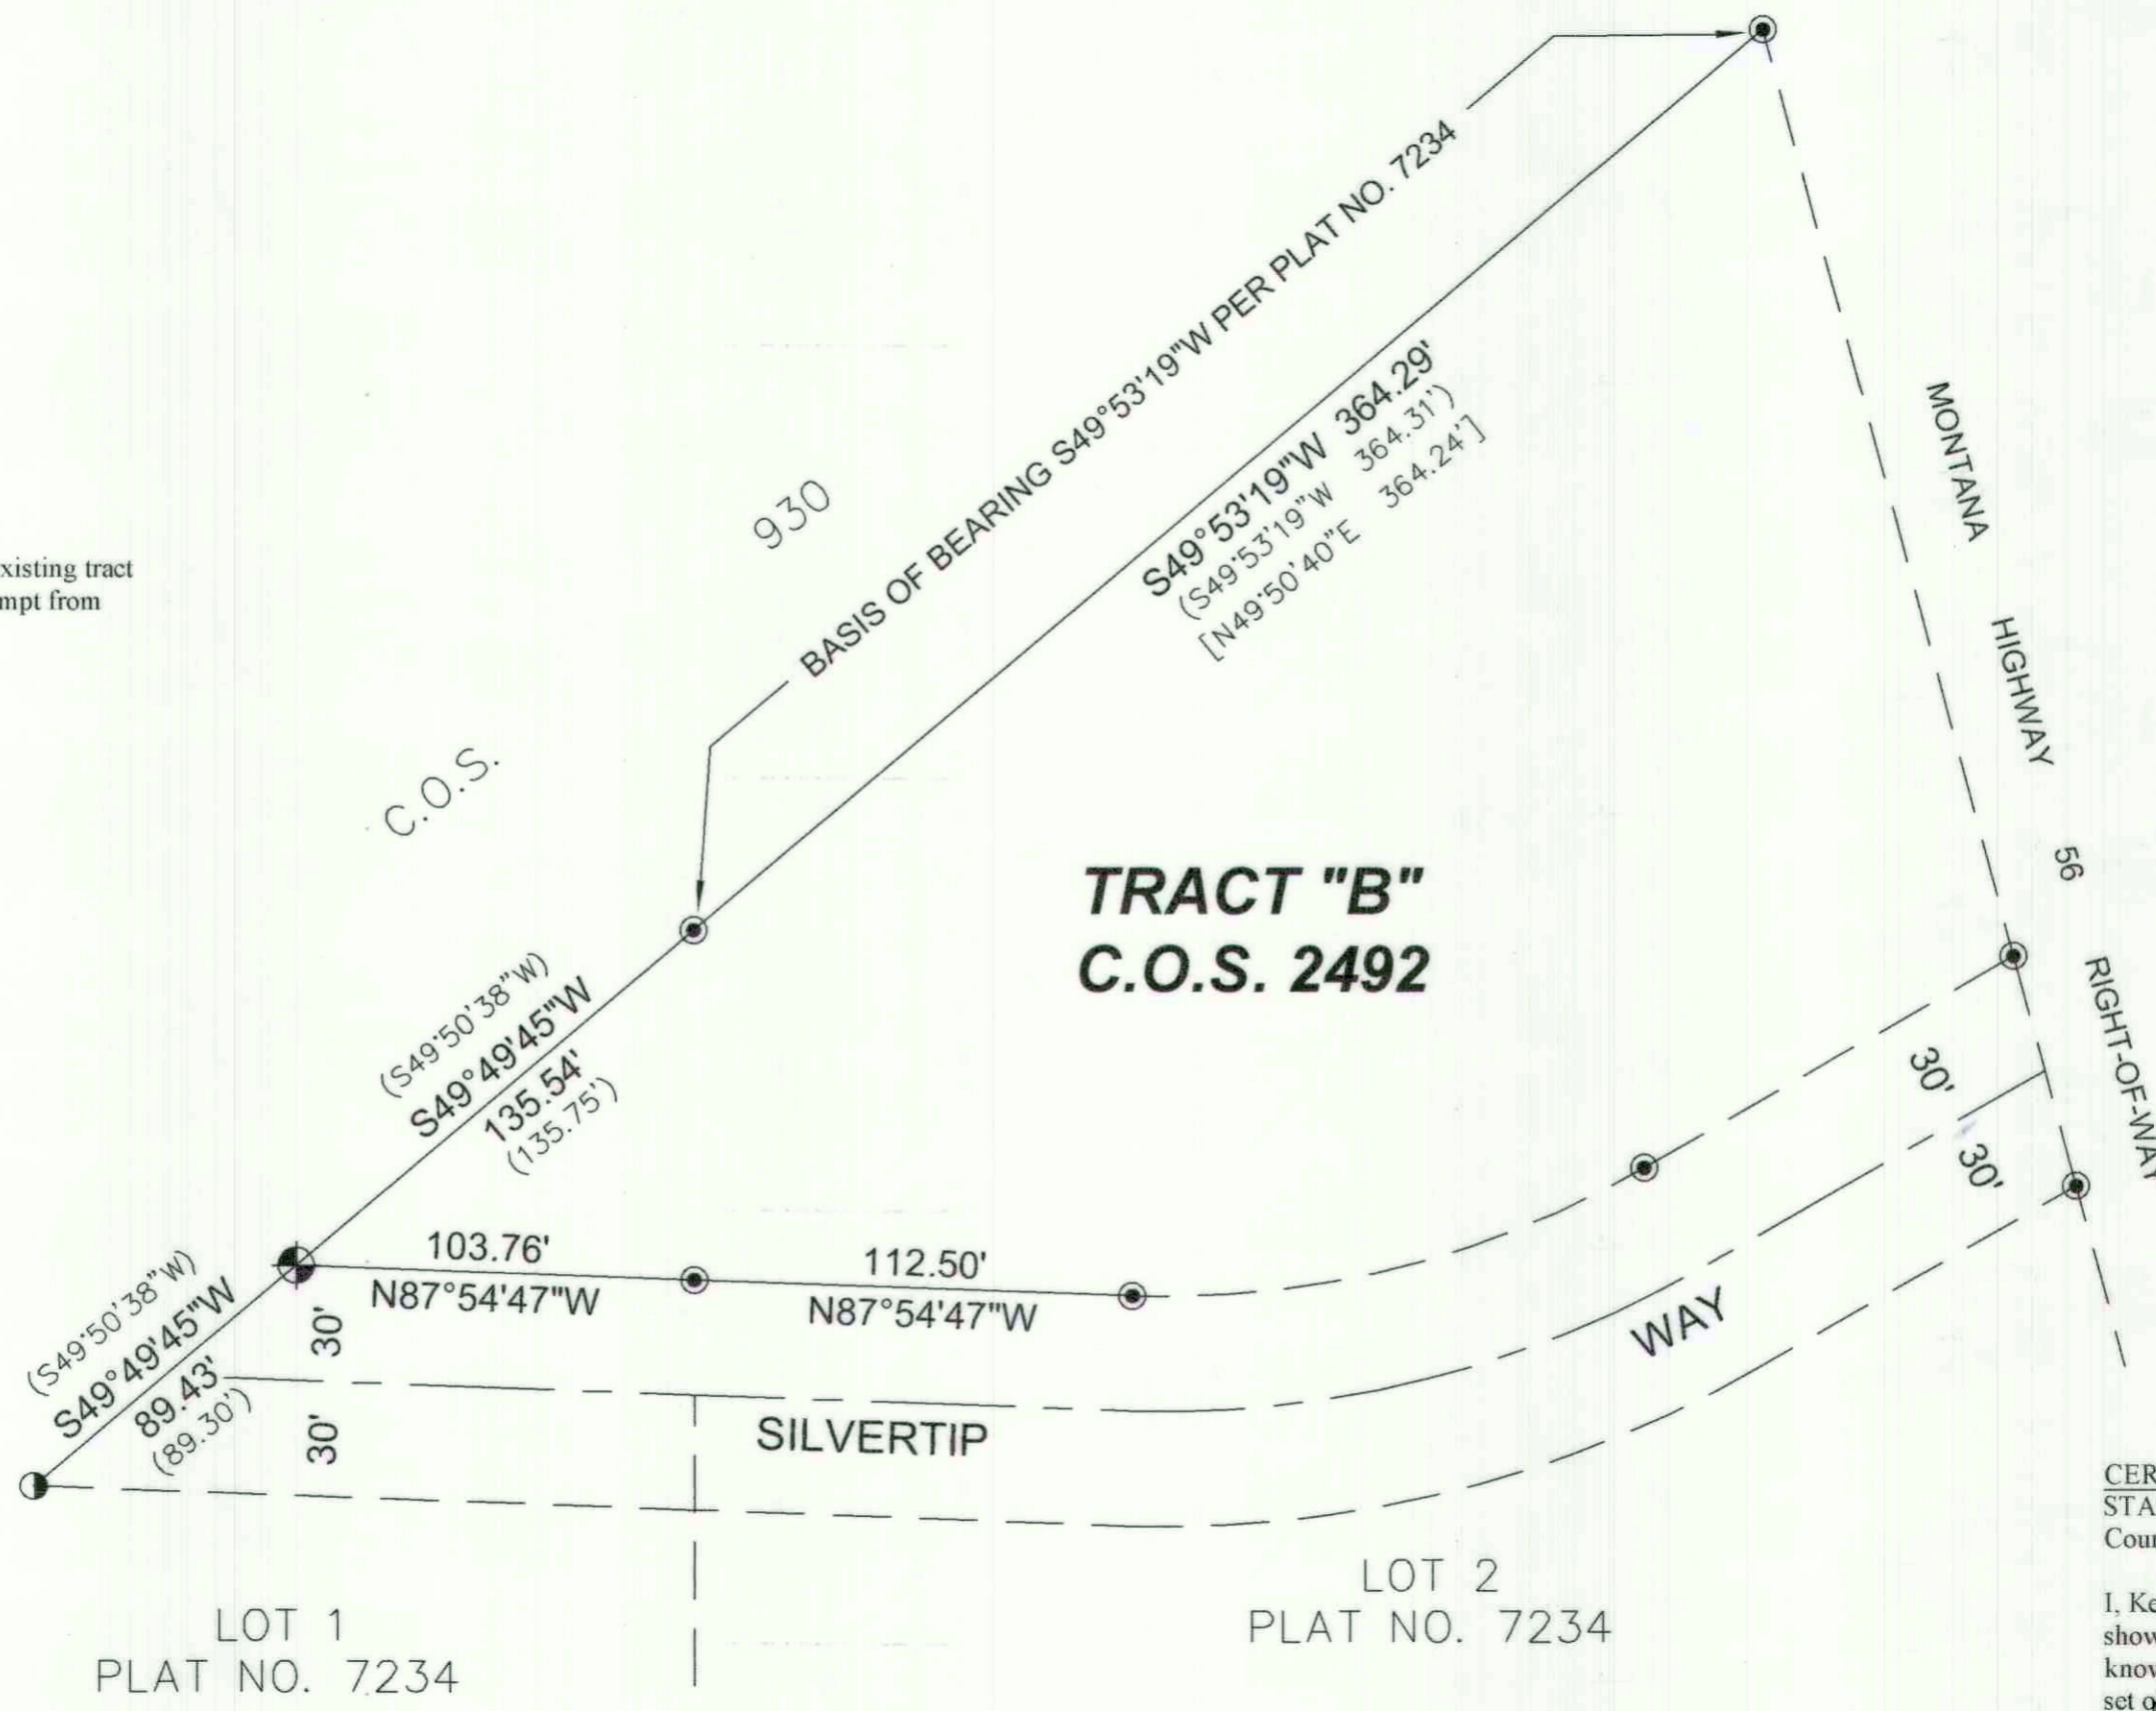 BASIS OF BEARING S49°53'19"W PER PLAT NO. 7234
S49°53'19"W 364.29'
(S49°53'19"W 364.31')
[N49°50'40"E 364.24']
MONTANA HIGHWAY 56 RIGHT-OF-WAY
930
C.O.S.
xisting tract
mpt from
TRACT "B"
C.O.S. 2492
(S49°50'38"W)
S49°49'45"W
135.54'
(135.75')
30'
30'
103.76'
N87°54'47"W
112.50'
N87°54'47"W
(S49°50'38"W)
S49°49'45"W
89.43'
(89.30')
30'
30'
SILVERTIP WAY
LOT 1
PLAT NO. 7234
LOT 2
PLAT NO. 7234
CER
STA
Cour
I, Ke
show
know
set o